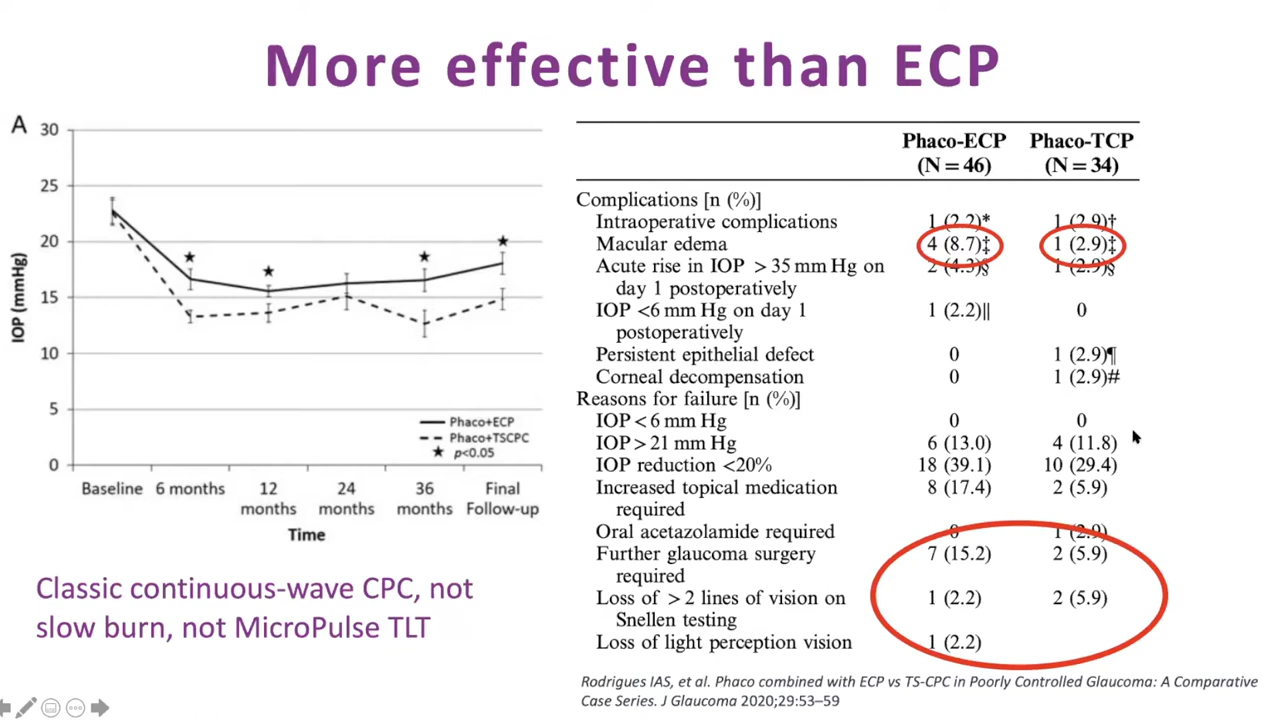 More effective than ECP
A
30
25
20
15
10
5
0
IOP (mmHg)
★ ★ ★ ★
Phaco+ECP
Phaco+TSCPC
★ p<0.05
Baseline 6 months 12 months 24 months 36 months Final Follow-up
Time
Classic continuous-wave CPC, not
slow burn, not MicroPulse TLT
Phaco-ECP Phaco-TCP
(N = 46) (N = 34)
Complications [n (%)]
Intraoperative complications 1 (2.2)* 1 (2.9)†
Macular edema 4 (8.7)‡ 1 (2.9)‡
Acute rise in IOP > 35 mm Hg on 2 (4.3)§ 1 (2.9)§
day 1 postoperatively
IOP <6 mm Hg on day 1 1 (2.2)|| 0
postoperatively
Persistent epithelial defect 0 1 (2.9)¶
Corneal decompensation 0 1 (2.9)#
Reasons for failure [n (%)]
IOP < 6 mm Hg 0 0
IOP > 21 mm Hg 6 (13.0) 4 (11.8)
IOP reduction <20% 18 (39.1) 10 (29.4)
Increased topical medication 8 (17.4) 2 (5.9)
required
Oral acetazolamide required 0 1 (2.9)
Further glaucoma surgery 7 (15.2) 2 (5.9)
required
Loss of > 2 lines of vision on 1 (2.2) 2 (5.9)
Snellen testing
Loss of light perception vision 1 (2.2)
Rodrigues IAS, et al. Phaco combined with ECP vs TS-CPC in Poorly Controlled Glaucoma: A Comparative
Case Series. J Glaucoma 2020;29:53–59